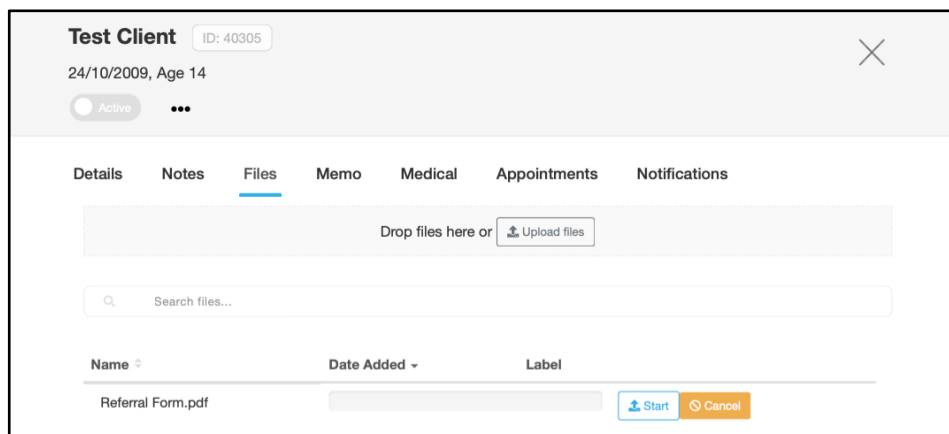 Test Client ID: 40305
24/10/2009, Age 14
Active •••
Details Notes Files Memo Medical Appointments Notifications
Drop files here or Upload files
Search files...
Name Date Added Label
Referral Form.pdf Start Cancel